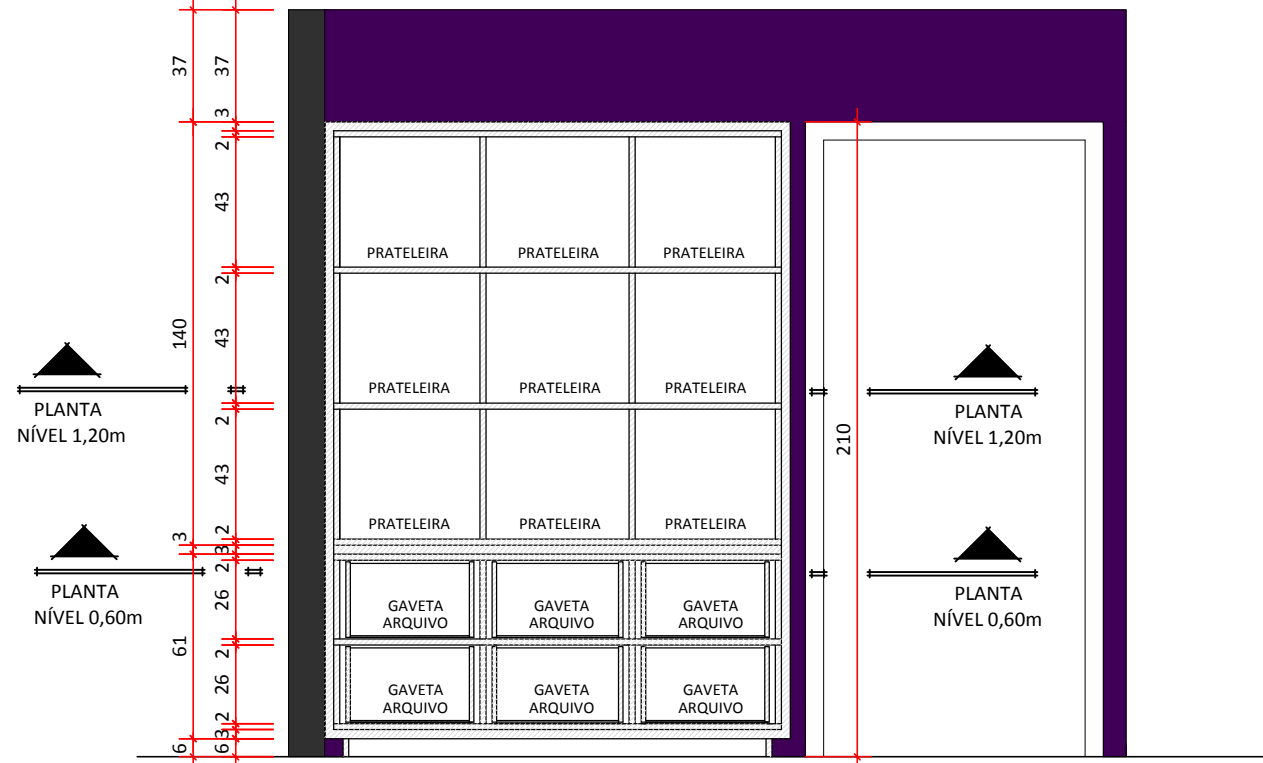 37
37
3
2
43
PRATELEIRA PRATELEIRA PRATELEIRA
2
140
43
PRATELEIRA PRATELEIRA PRATELEIRA
PLANTA
NÍVEL 1,20m
2
PLANTA
NÍVEL 1,20m
210
43
PRATELEIRA PRATELEIRA PRATELEIRA
2
3
3
2
PLANTA
NÍVEL 0,60m
26
GAVETA GAVETA GAVETA
ARQUIVO ARQUIVO ARQUIVO
PLANTA
NÍVEL 0,60m
61
2
26
GAVETA GAVETA GAVETA
ARQUIVO ARQUIVO ARQUIVO
2
3
6
6